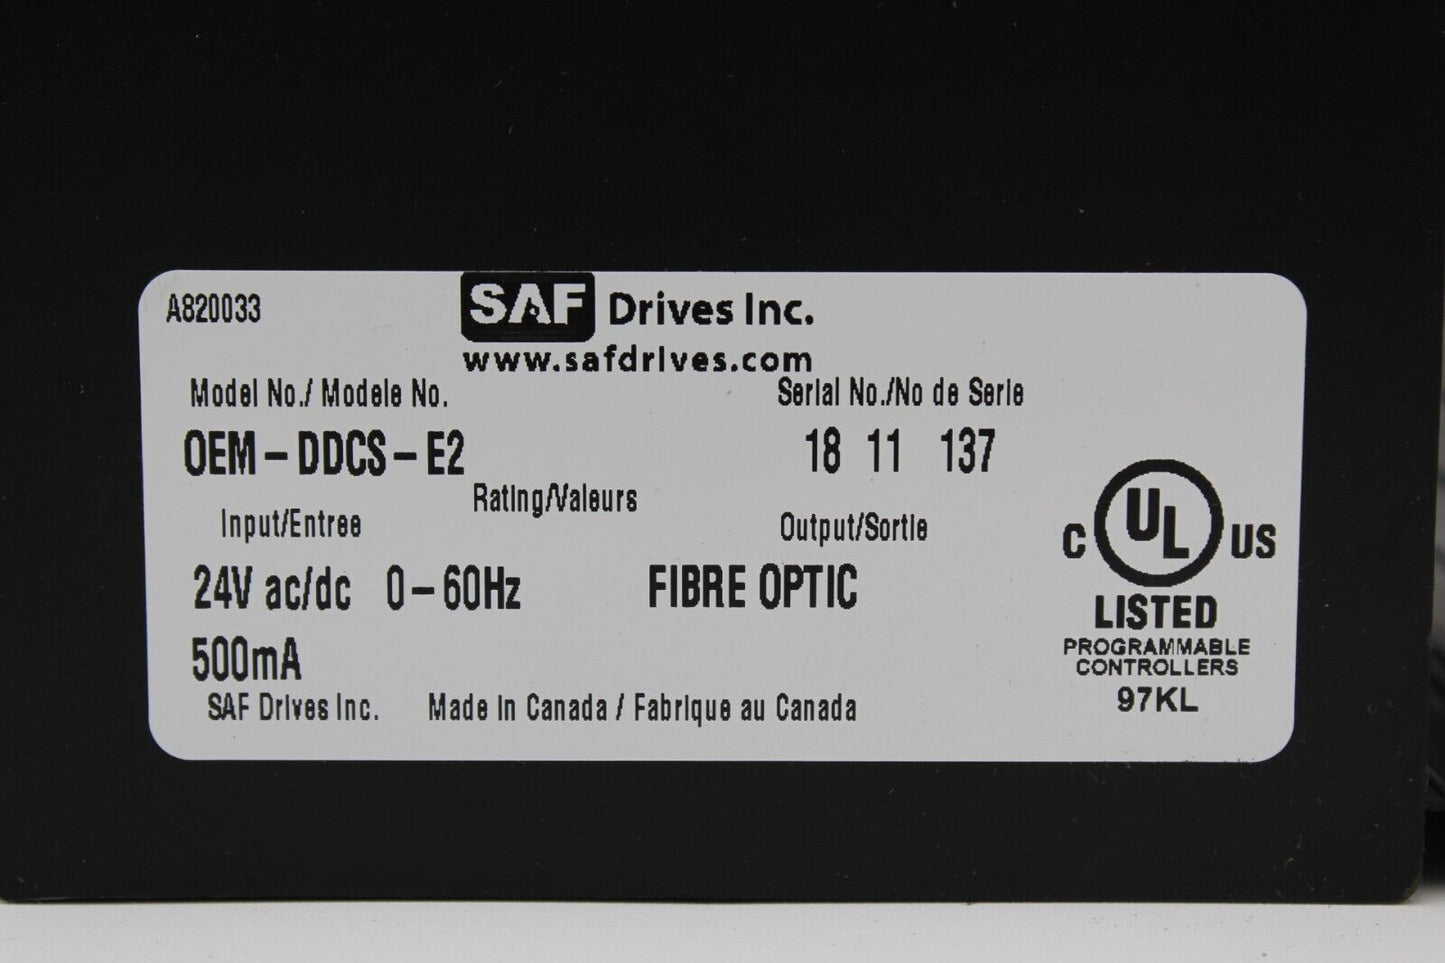 A820033
SAF Drives Inc.
www.safdrives.com
Model No./ Modele No.
Serial No./No de Serie
OEM-DDCS-E2
18 11 137
Rating/Valeurs
Input/Entree
Output/Sortie
24V ac/dc 0-60Hz
FIBRE OPTIC
500mA
C UL US
LISTED
PROGRAMMABLE
CONTROLLERS
97KL
SAF Drives Inc. Made in Canada / Fabrique au Canada